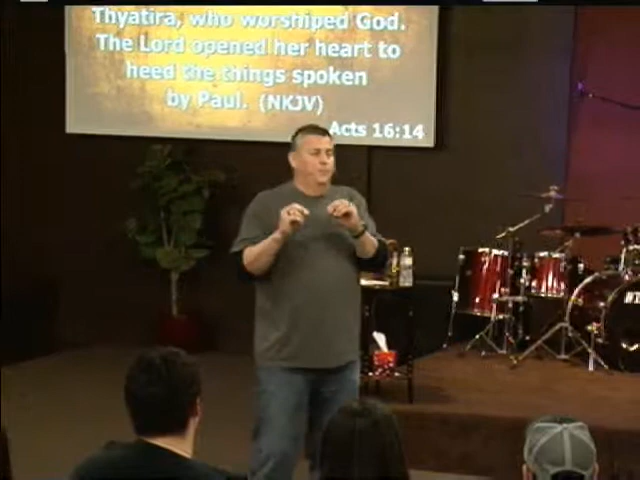 Thyatira, who worshiped God.
The Lord opened her heart to
heed the things spoken
by Paul. (NKJV)
Acts 16:14